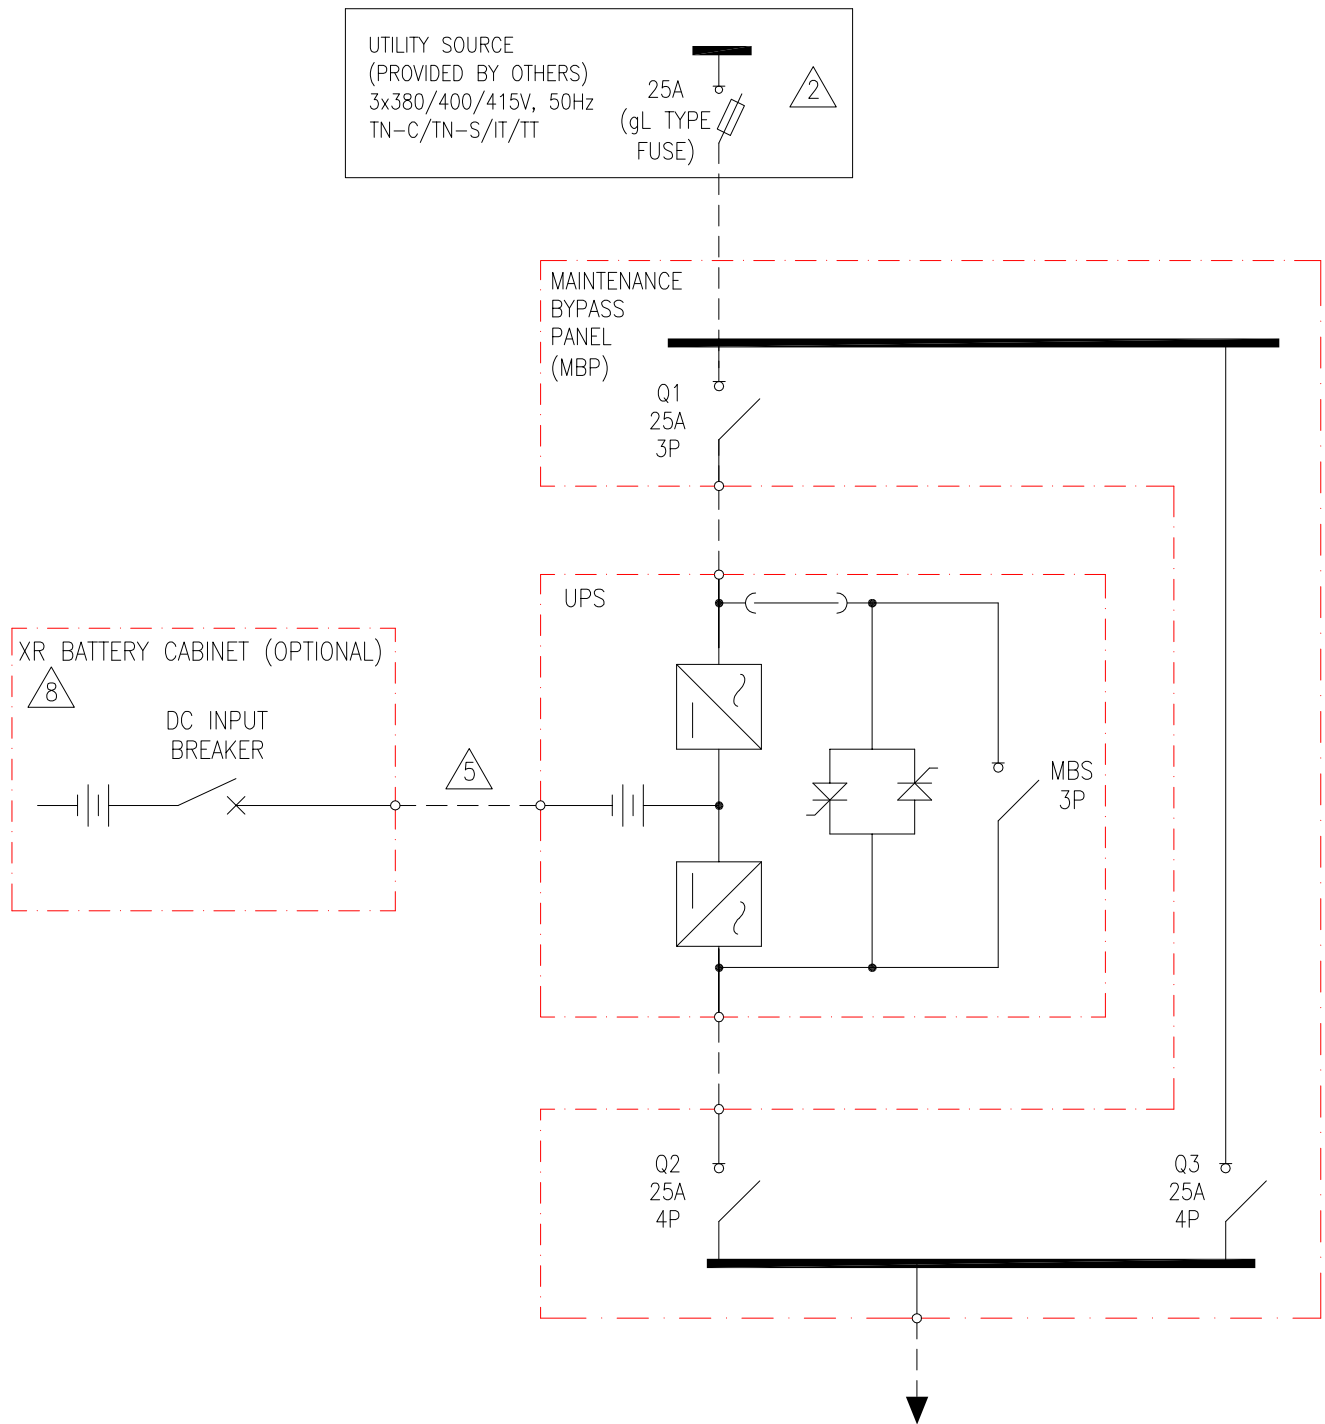 UTILITY SOURCE
(PROVIDED BY OTHERS)
3x380/400/415V, 50Hz
TN-C/TN-S/IT/TT
25A
(gL TYPE
FUSE)
2
MAINTENANCE
BYPASS
PANEL
(MBP)
Q1
25A
3P
UPS
XR BATTERY CABINET (OPTIONAL)
8
DC INPUT
BREAKER
5
MBS
3P
Q2
25A
4P
Q3
25A
4P